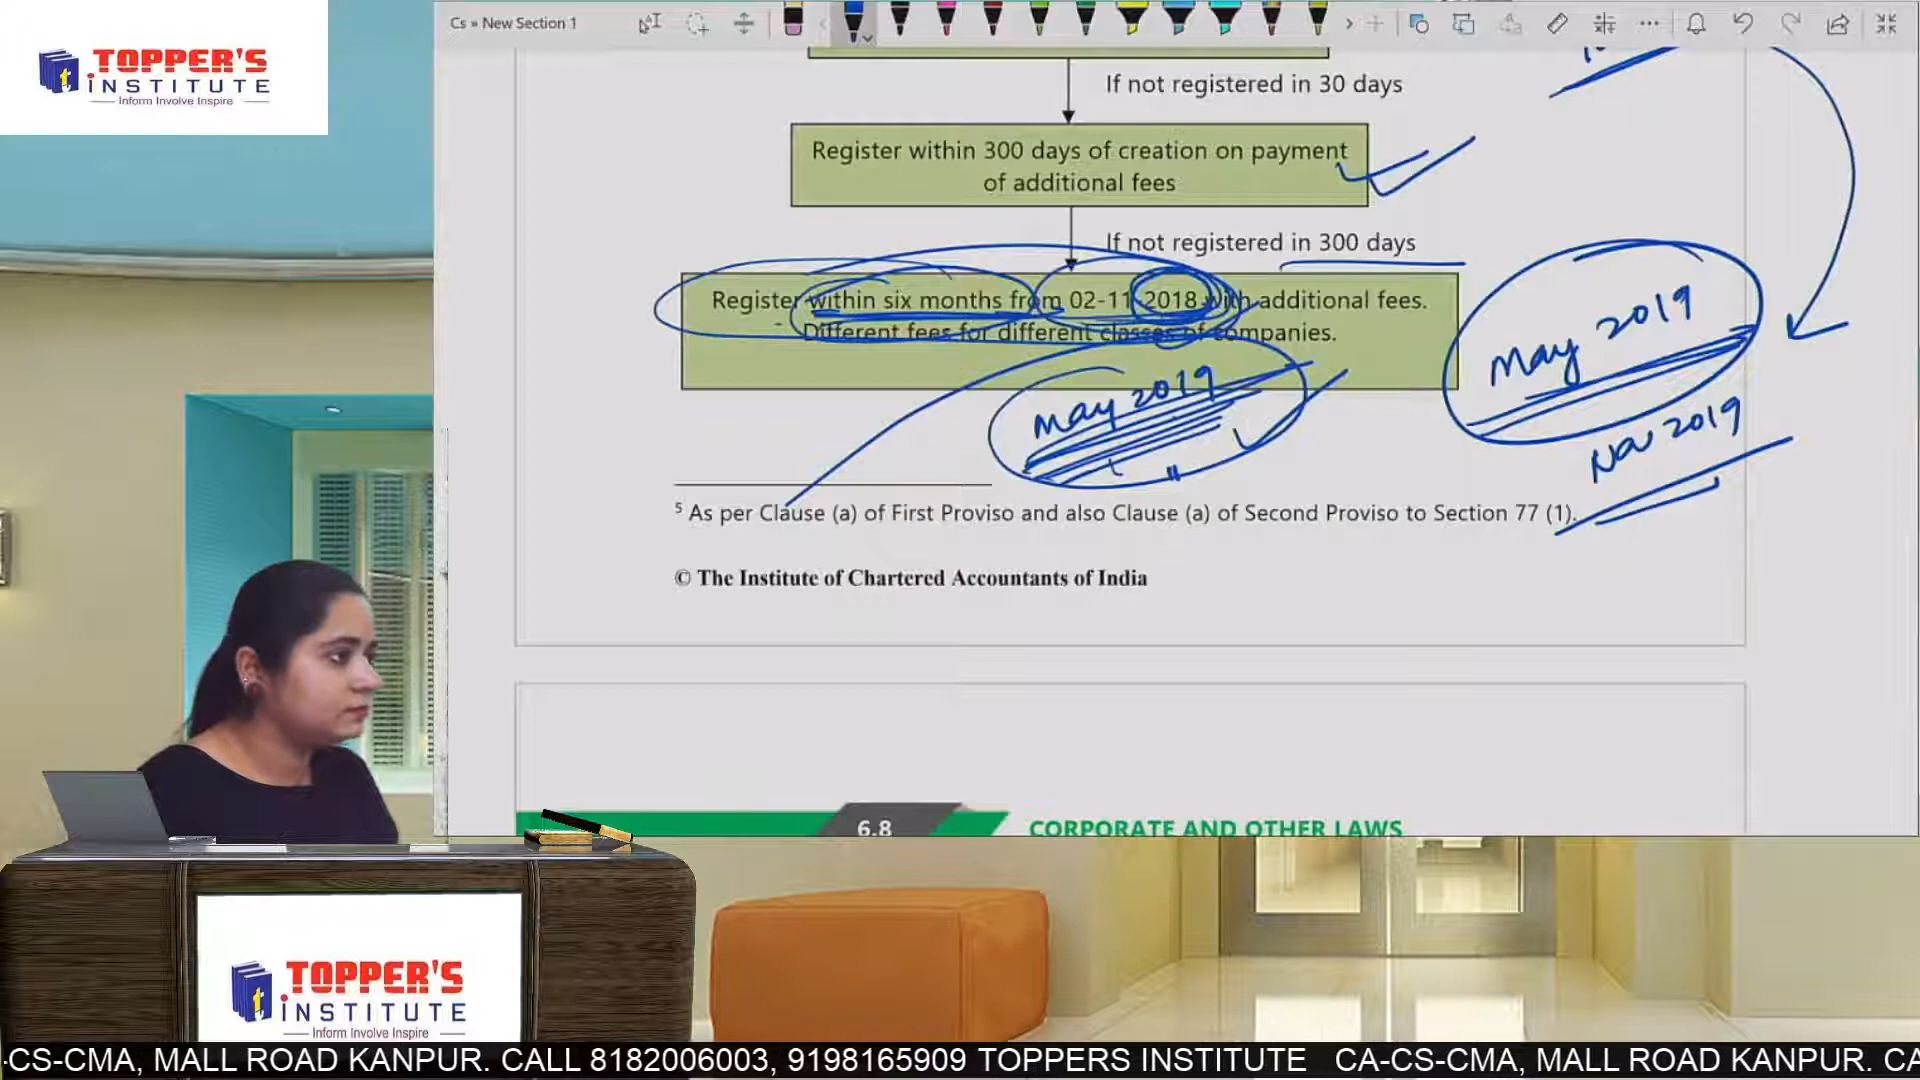 Cs » New Section 1
TOPPER'S
INSTITUTE
Inform Involve Inspire
If not registered in 30 days
Register within 300 days of creation on payment
of additional fees
If not registered in 300 days
Register within six months from 02-11-2018 with additional fees.
Different fees for different classes of companies.
May 2019
May 2019
Nov 2019
5 As per Clause (a) of First Proviso and also Clause (a) of Second Proviso to Section 77 (1).
© The Institute of Chartered Accountants of India
6.8
CORPORATE AND OTHER LAWS
TOPPER'S
INSTITUTE
Inform Involve Inspire
-CS-CMA, MALL ROAD KANPUR. CALL 8182006003, 9198165909 TOPPERS INSTITUTE CA-CS-CMA, MALL ROAD KANPUR. CA